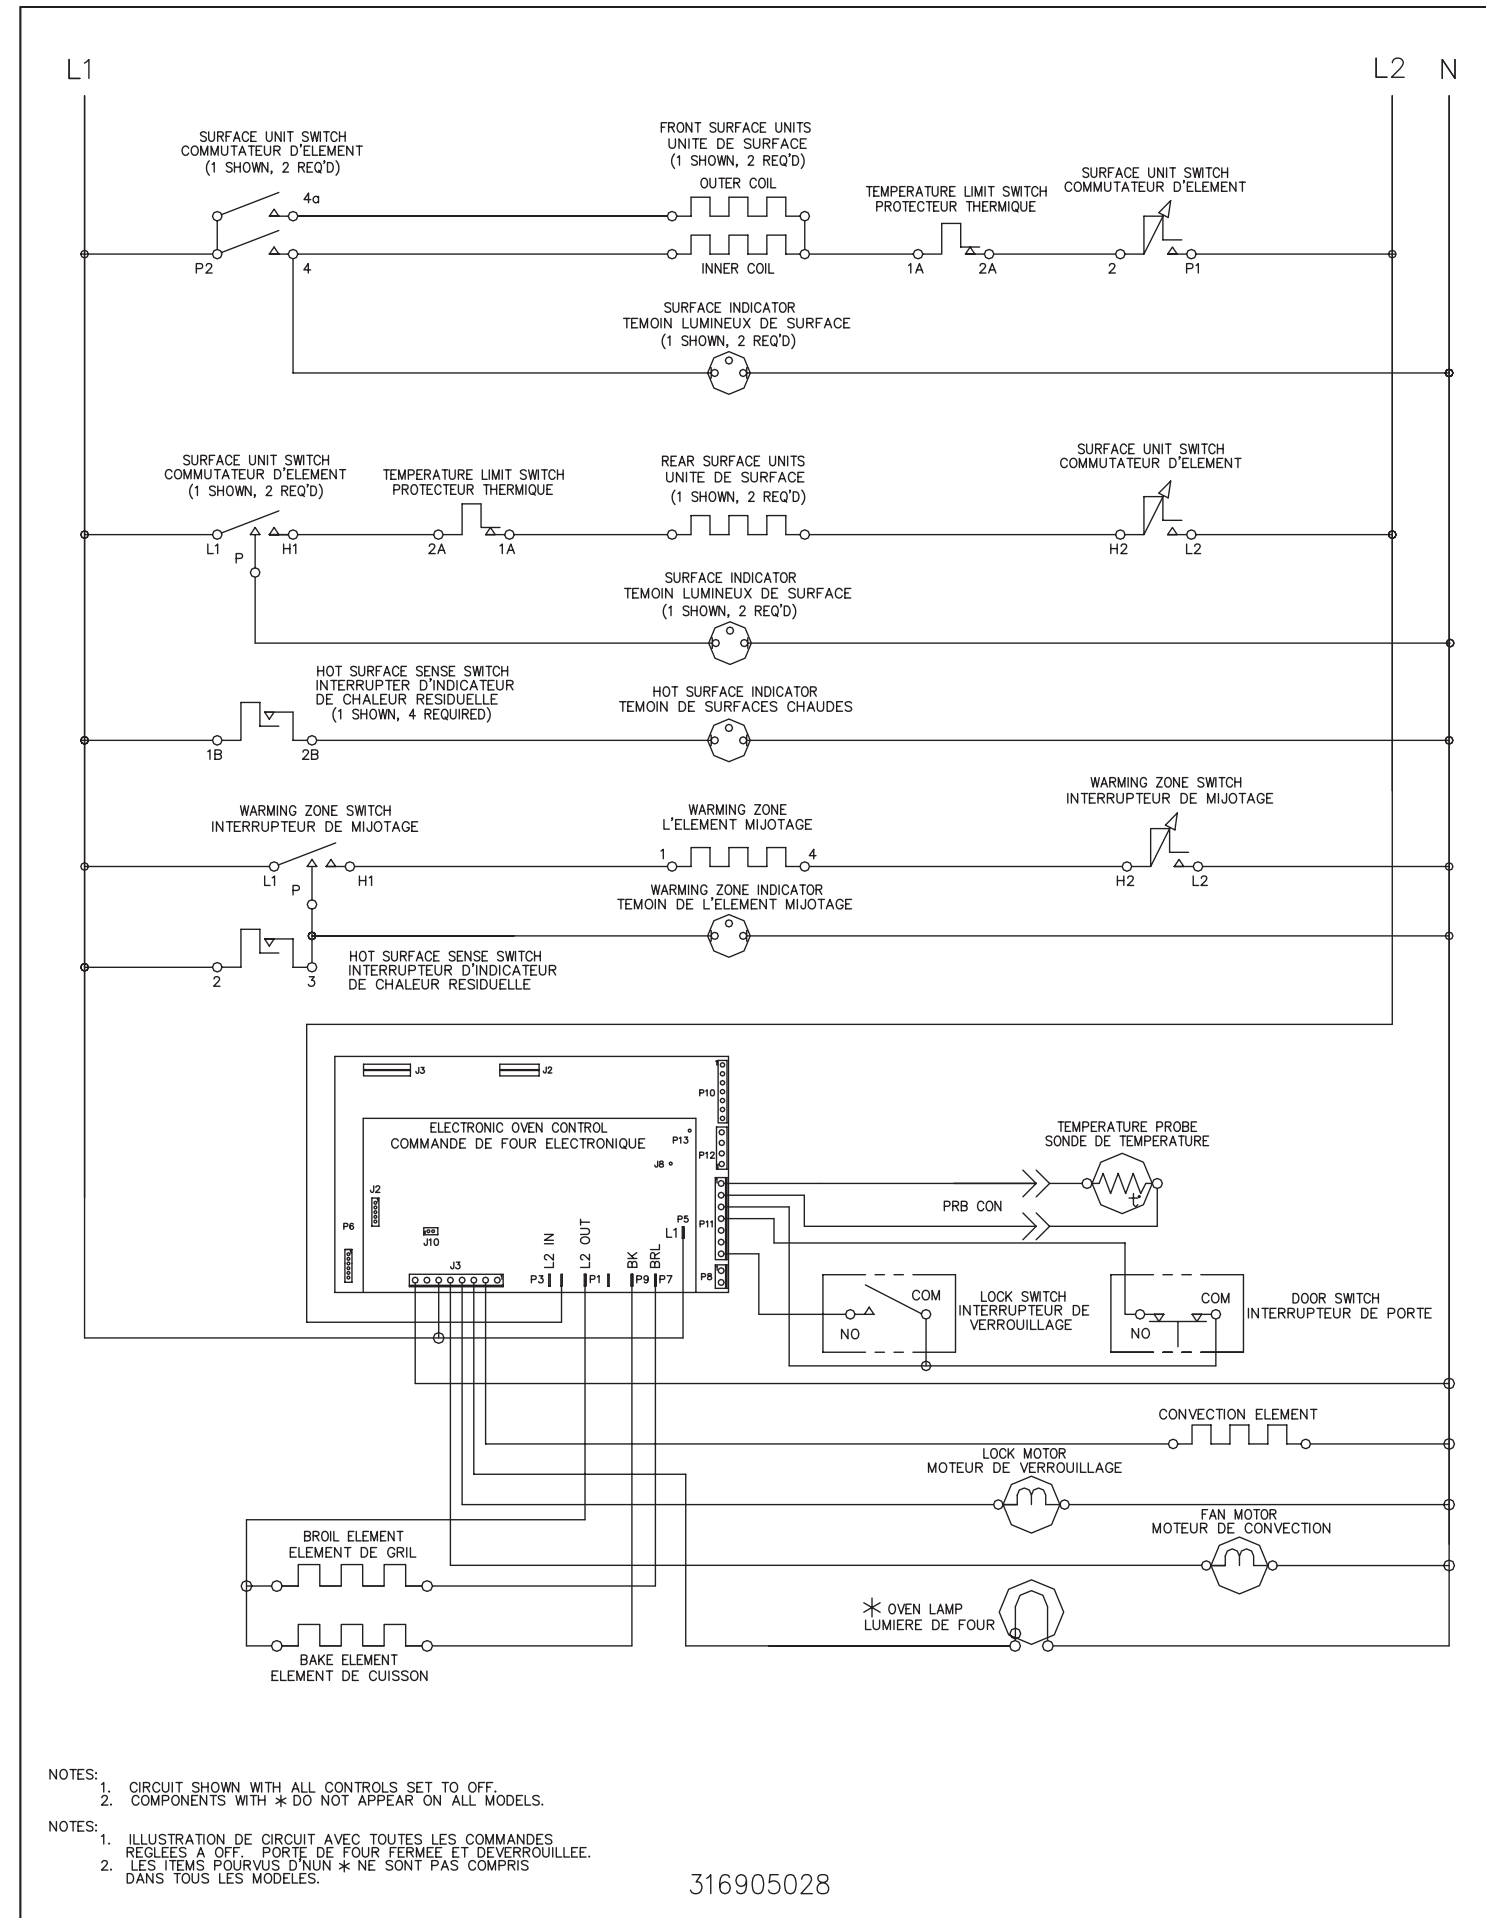 L1
L2
N
SURFACE UNIT SWITCH
COMMUTATEUR D'ELEMENT
(1 SHOWN, 2 REQ'D)
FRONT SURFACE UNITS
UNITE DE SURFACE
(1 SHOWN, 2 REQ'D)
OUTER COIL
SURFACE UNIT SWITCH
COMMUTATEUR D'ELEMENT
TEMPERATURE LIMIT SWITCH
PROTECTEUR THERMIQUE
4a
P2
4
INNER COIL
1A
2A
2
P1
SURFACE INDICATOR
TEMOIN LUMINEUX DE SURFACE
(1 SHOWN, 2 REQ'D)
SURFACE UNIT SWITCH
COMMUTATEUR D'ELEMENT
(1 SHOWN, 2 REQ'D)
TEMPERATURE LIMIT SWITCH
PROTECTEUR THERMIQUE
REAR SURFACE UNITS
UNITE DE SURFACE
(1 SHOWN, 2 REQ'D)
SURFACE UNIT SWITCH
COMMUTATEUR D'ELEMENT
L1
P
H1
2A
1A
H2
L2
SURFACE INDICATOR
TEMOIN LUMINEUX DE SURFACE
(1 SHOWN, 2 REQ'D)
HOT SURFACE SENSE SWITCH
INTERRUPTER D'INDICATEUR
DE CHALEUR RESIDUELLE
(1 SHOWN, 4 REQUIRED)
HOT SURFACE INDICATOR
TEMOIN DE SURFACES CHAUDES
1B
2B
WARMING ZONE SWITCH
INTERRUPTEUR DE MIJOTAGE
WARMING ZONE
L'ELEMENT MIJOTAGE
WARMING ZONE SWITCH
INTERRUPTEUR DE MIJOTAGE
1
4
L1
P
H1
H2
L2
WARMING ZONE INDICATOR
TEMOIN DE L'ELEMENT MIJOTAGE
2
3
HOT SURFACE SENSE SWITCH
INTERRUPTEUR D'INDICATEUR
DE CHALEUR RESIDUELLE
J3
J2
P10
ELECTRONIC OVEN CONTROL
COMMANDE DE FOUR ELECTRONIQUE
P13
P12
J8
J2
P6
J10
J3
P5
L1
P11
P8
L2 IN
L2 OUT
BK
BRL
P3
P1
P9
P7
TEMPERATURE PROBE
SONDE DE TEMPERATURE
t
PRB CON
COM
NO
LOCK SWITCH
INTERRUPTEUR DE
VERROUILLAGE
COM
NO
DOOR SWITCH
INTERRUPTEUR DE PORTE
CONVECTION ELEMENT
LOCK MOTOR
MOTEUR DE VERROUILLAGE
FAN MOTOR
MOTEUR DE CONVECTION
BROIL ELEMENT
ELEMENT DE GRIL
* OVEN LAMP
LUMIERE DE FOUR
BAKE ELEMENT
ELEMENT DE CUISSON
NOTES:
1. CIRCUIT SHOWN WITH ALL CONTROLS SET TO OFF.
2. COMPONENTS WITH * DO NOT APPEAR ON ALL MODELS.
NOTES:
1. ILLUSTRATION DE CIRCUIT AVEC TOUTES LES COMMANDES
REGLEES A OFF. PORTE DE FOUR FERMEE ET DEVERROUILLEE.
2. LES ITEMS POURVUS D'NUN * NE SONT PAS COMPRIS
DANS TOUS LES MODELES.
316905028